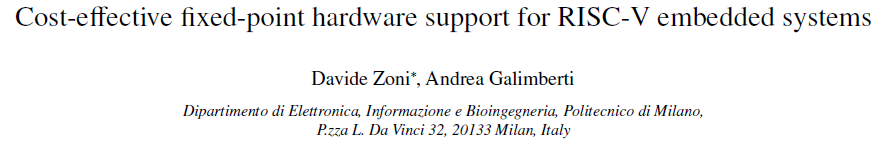 Cost-effective fixed-point hardware support for RISC-V embedded systems
Davide Zoni*, Andrea Galimberti
Dipartimento di Elettronica, Informazione e Bioingegneria, Politecnico di Milano,
P.zza L. Da Vinci 32, 20133 Milan, Italy